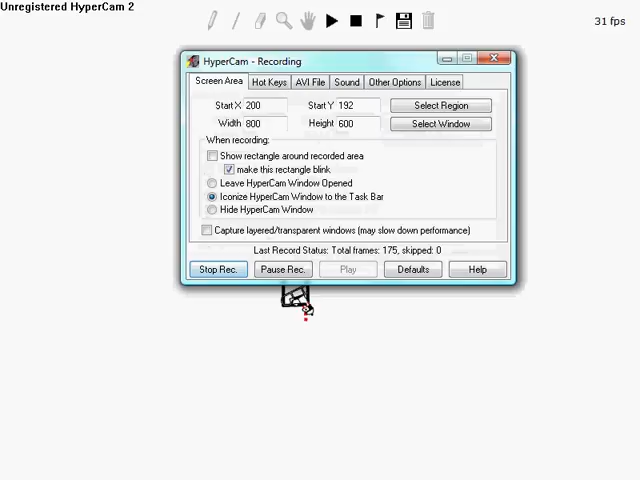 Unregistered HyperCam 2
31 fps
HyperCam - Recording
Screen Area Hot Keys AVI File Sound Other Options License
Start X 200 Start Y 192 Select Region
Width 800 Height 600 Select Window
When recording:
Show rectangle around recorded area
make this rectangle blink
Leave HyperCam Window Opened
Iconize HyperCam Window to the Task Bar
Hide HyperCam Window
Capture layered/transparent windows (may slow down performance)
Last Record Status: Total frames: 175, skipped: 0
Stop Rec. Pause Rec. Play Defaults Help